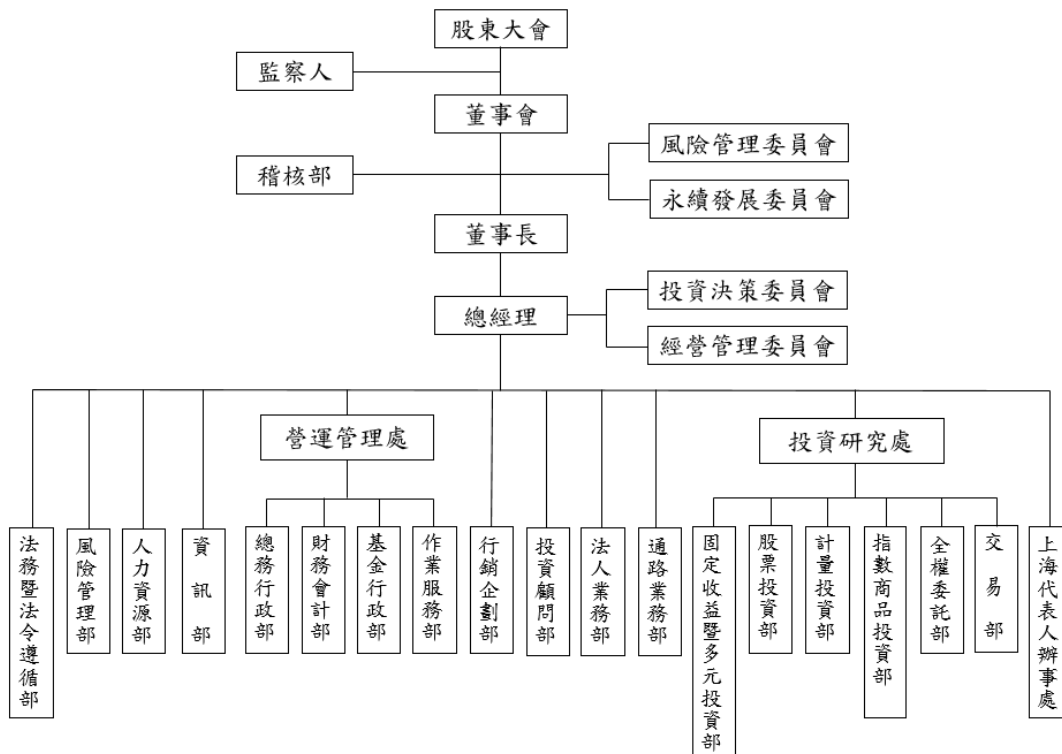 股東大會
監察人
董事會
風險管理委員會
稽核部
永續發展委員會
董事長
投資決策委員會
總經理
經營管理委員會
營運管理處
投資研究處
法務暨法令遵循部
風險管理部
人力資源部
資訊部
總務行政部
財務會計部
基金行政部
作業服務部
行銷企劃部
投資顧問部
法人業務部
通路業務部
固定收益暨多元投資部
股票投資部
計量投資部
指數商品投資部
全權委託部
交易部
上海代表人辦事處